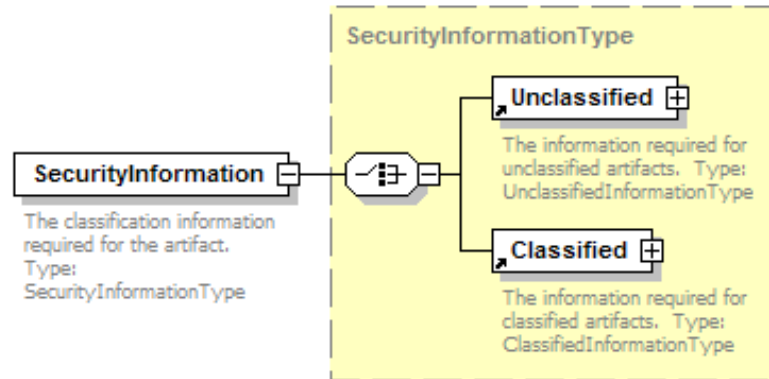 SecurityInformationType
Unclassified
The information required for
unclassified artifacts. Type:
UnclassifiedInformationType
SecurityInformation
The classification information
required for the artifact.
Type:
SecurityInformationType
Classified
The information required for
classified artifacts. Type:
ClassifiedInformationType